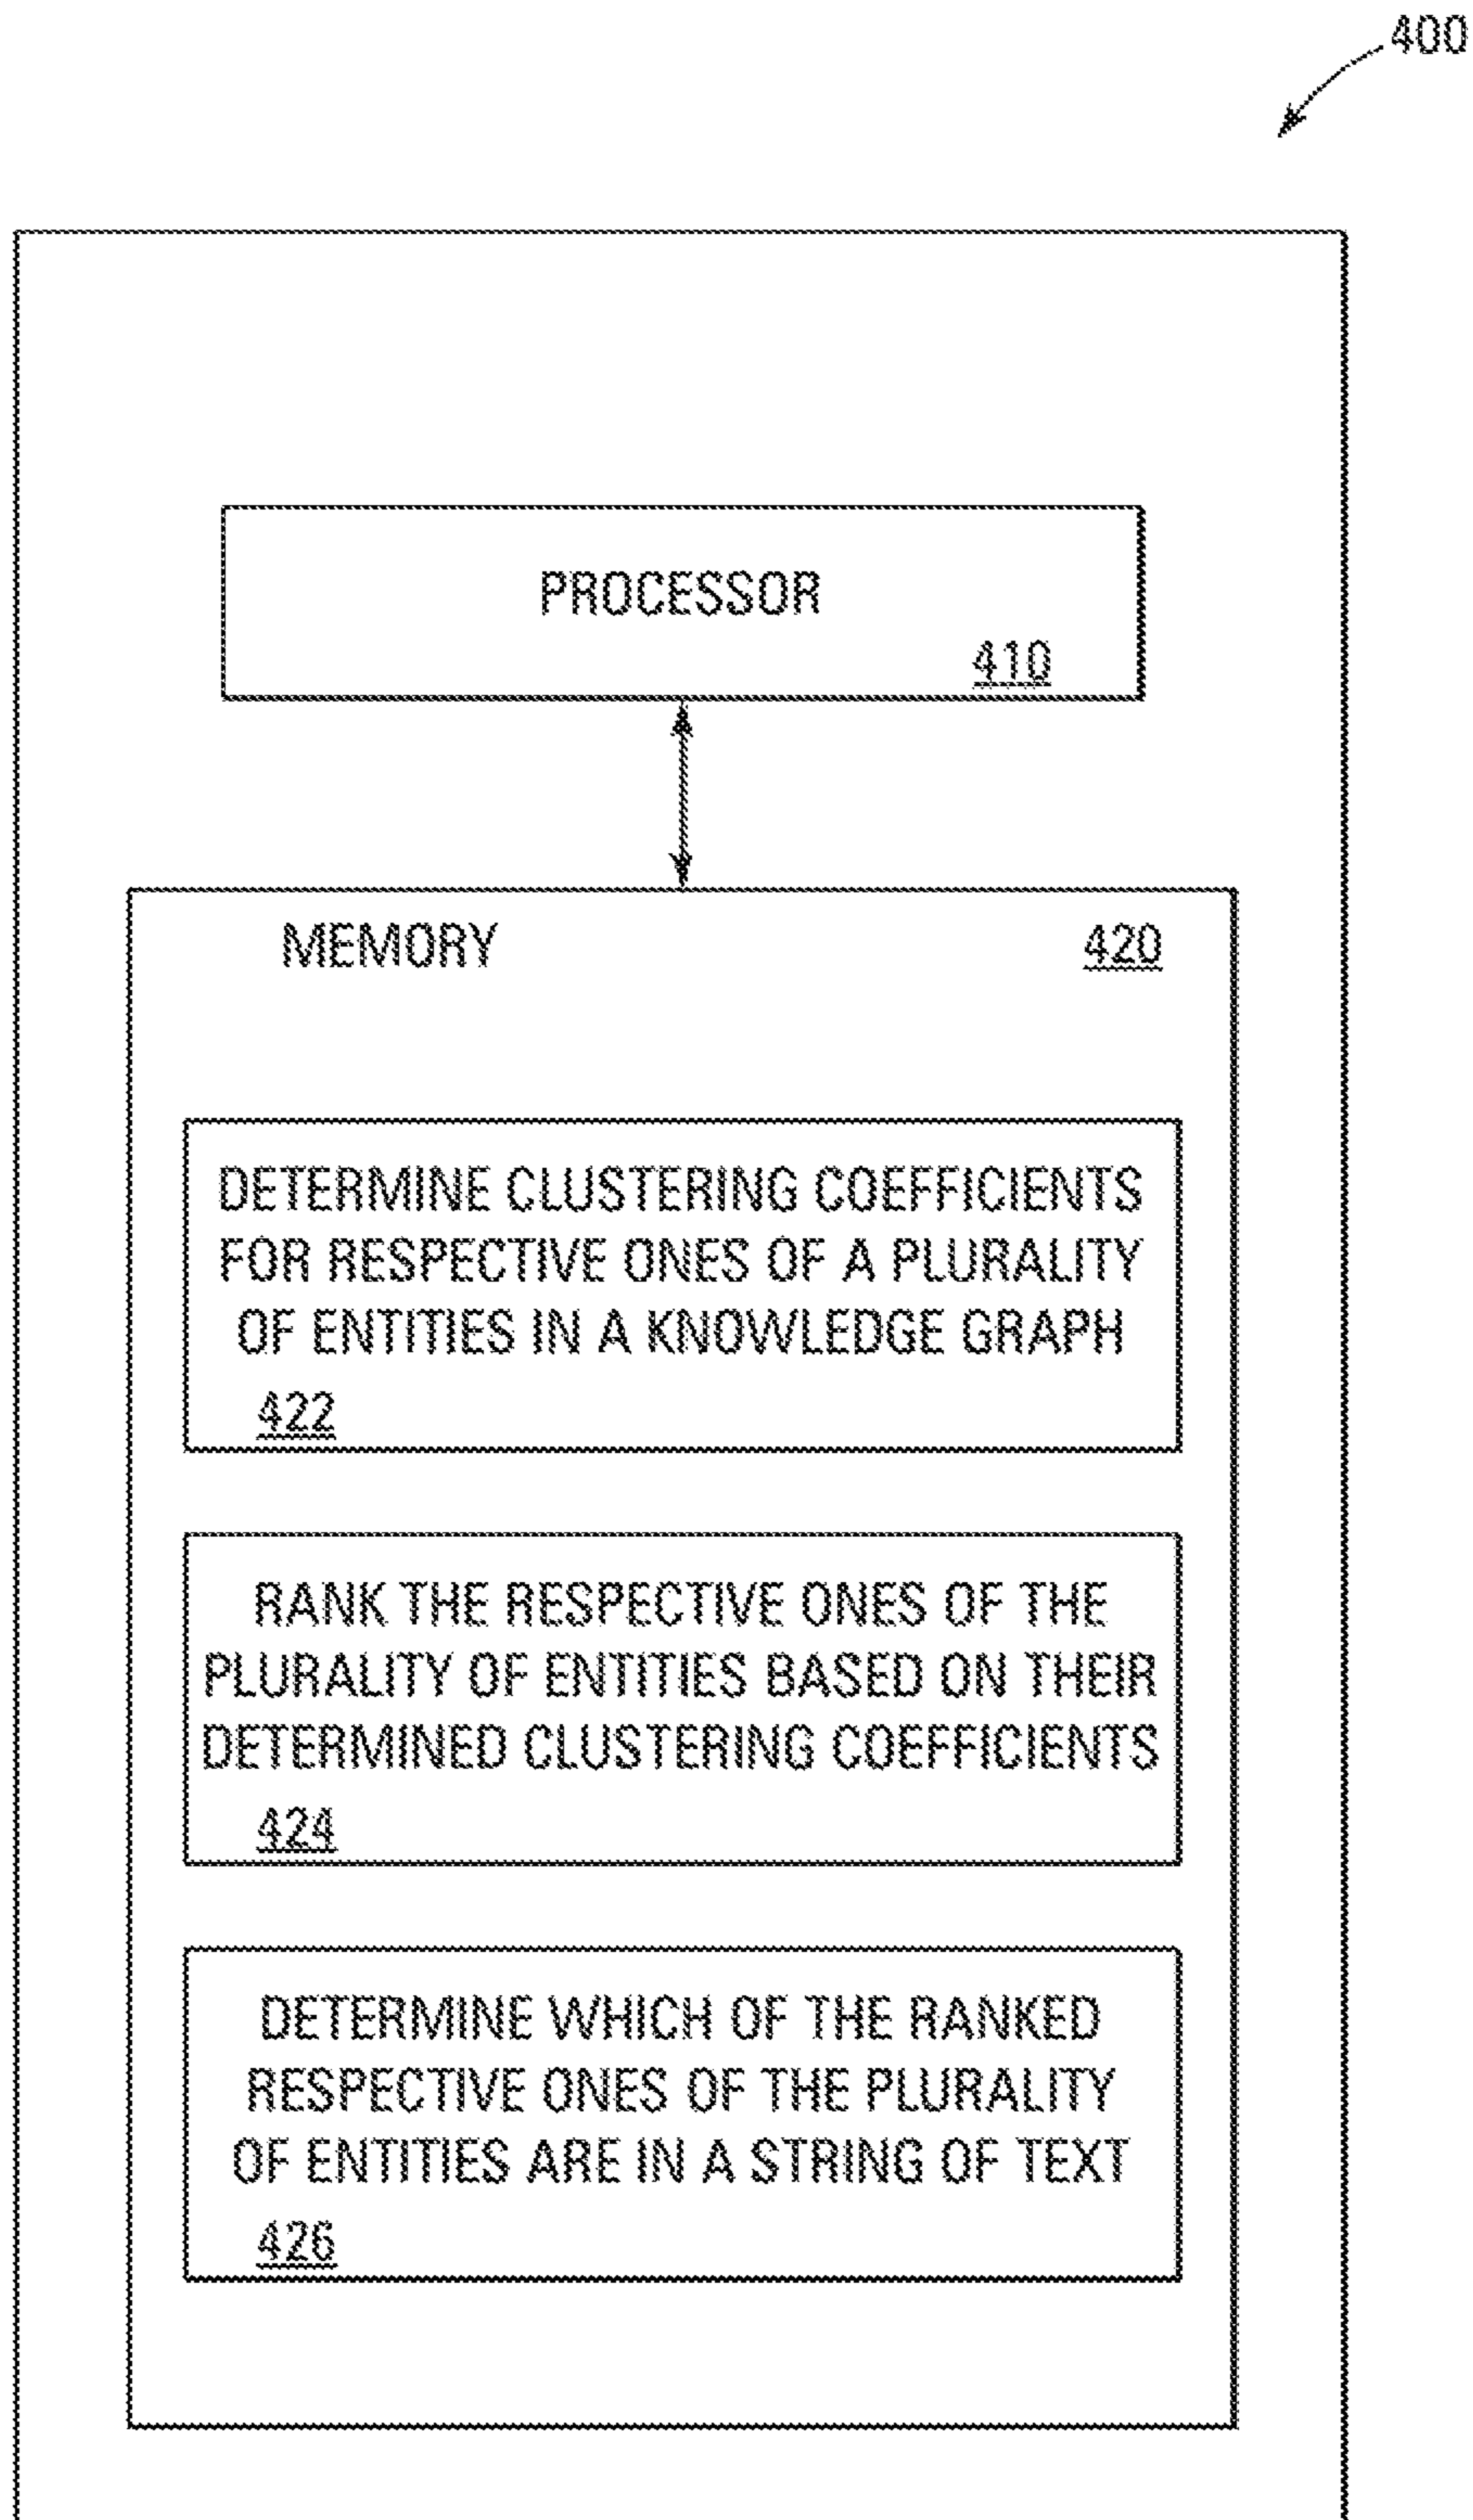 400
PROCESSOR
410
MEMORY 420
DETERMINE CLUSTERING COEFFICIENTS
FOR RESPECTIVE ONES OF A PLURALITY
OF ENTITIES IN A KNOWLEDGE GRAPH
422
RANK THE RESPECTIVE ONES OF THE
PLURALITY OF ENTITIES BASED ON THEIR
DETERMINED CLUSTERING COEFFICIENTS
424
DETERMINE WHICH OF THE RANKED
RESPECTIVE ONES OF THE PLURALITY
OF ENTITIES ARE IN A STRING OF TEXT
426